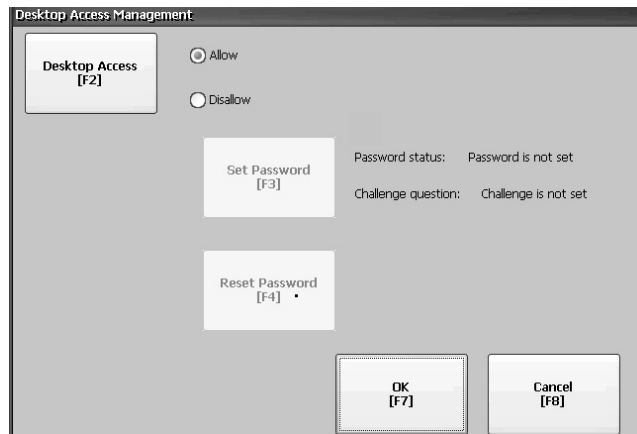 Desktop Access Management
Desktop Access
[F2]
Allow
Disallow
Set Password
[F3]
Password status: Password is not set
Challenge question: Challenge is not set
Reset Password
[F4]
OK
[F7]
Cancel
[F8]